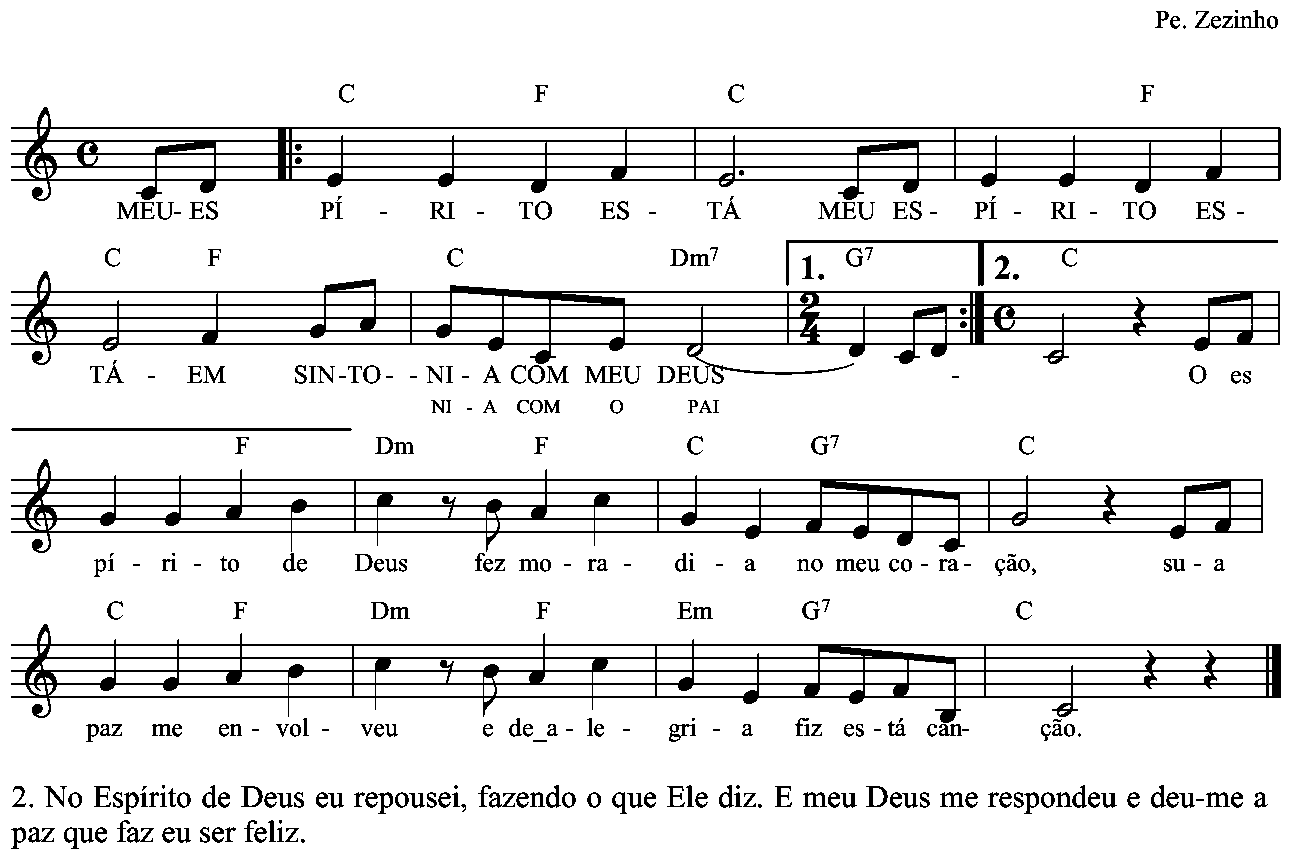 Pe. Zezinho
C F C F
MEU- ES PÍ - RI - TO ES- TÁ MEU ES - PÍ - RI - TO ES -
C F C Dm7 1. G7 2. C
2 4
TÁ - EM SIN-TO - - NI - A COM MEU DEUS - O es
NI - A COM O PAI
F Dm F C G7 C
pí - ri - to de Deus fez mo - ra - di - a no meu co - ra - ção, su - a
C F Dm F Em G7 C
paz me en - vol - veu e de_a - le - gri - a fiz es - tá can- ção.
2. No Espírito de Deus eu repousei, fazendo o que Ele diz. E meu Deus me respondeu e deu-me a
paz que faz eu ser feliz.